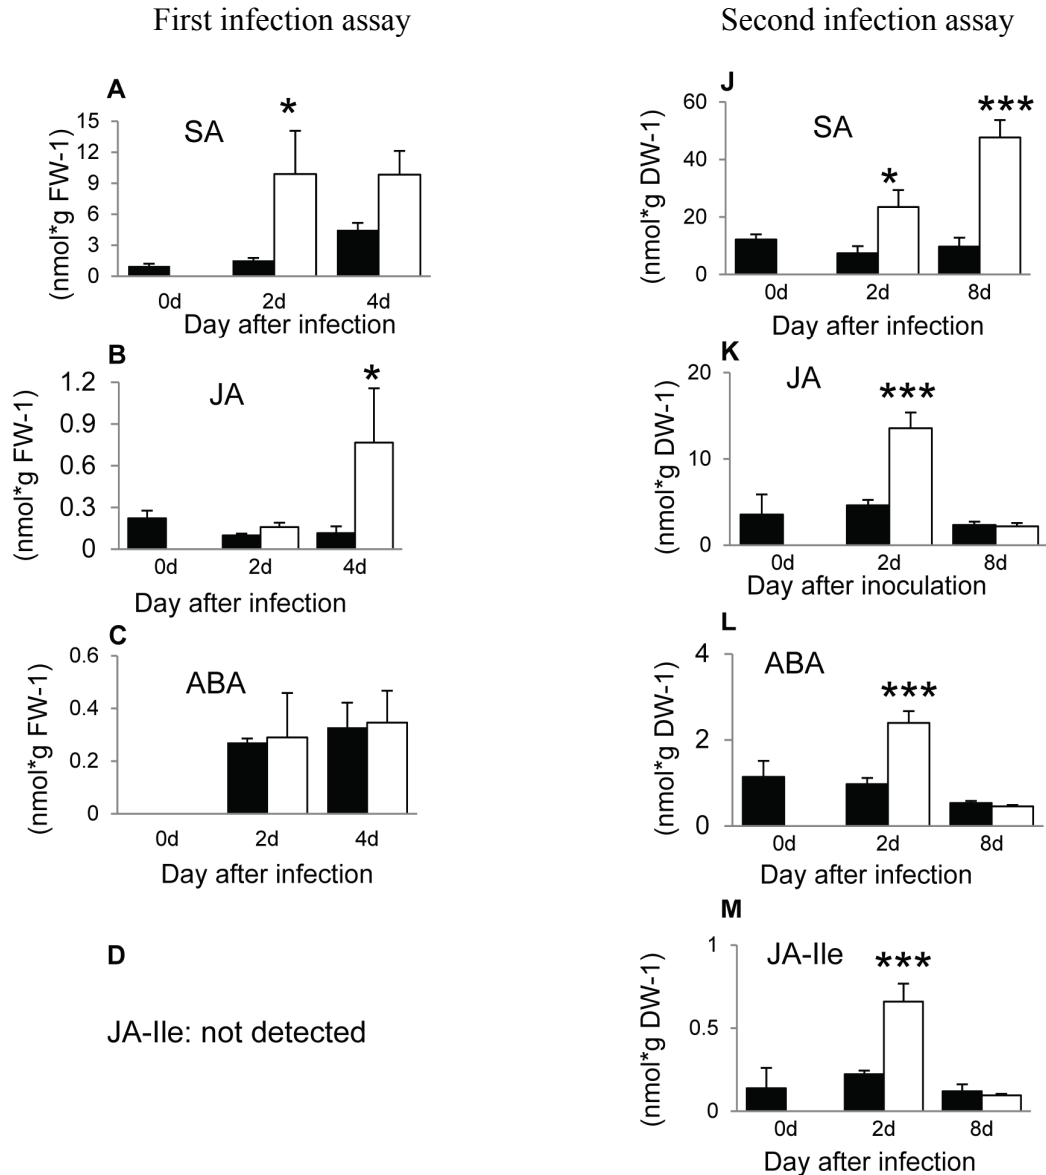 First infection assay
Second infection assay
A
15
12
9
6
3
0
(nmol*g FW-1)
SA
*
0d 2d 4d
Day after infection
B
1.2
0.9
0.6
0.3
0
(nmol*g FW-1)
JA
*
0d 2d 4d
Day after infection
C
0.6
0.4
0.2
0
(nmol*g FW-1)
ABA
0d 2d 4d
Day after infection
D
JA-Ile: not detected
J
60
40
20
0
(nmol*g DW-1)
SA
*
***
0d 2d 8d
Day after infection
K
20
10
0
(nmol*g DW-1)
JA
***
0d 2d 8d
Day after inoculation
L
4
2
0
(nmol*g DW-1)
ABA
***
0d 2d 8d
Day after infection
M
1
0.5
0
(nmol*g DW-1)
JA-Ile
***
0d 2d 8d
Day after infection